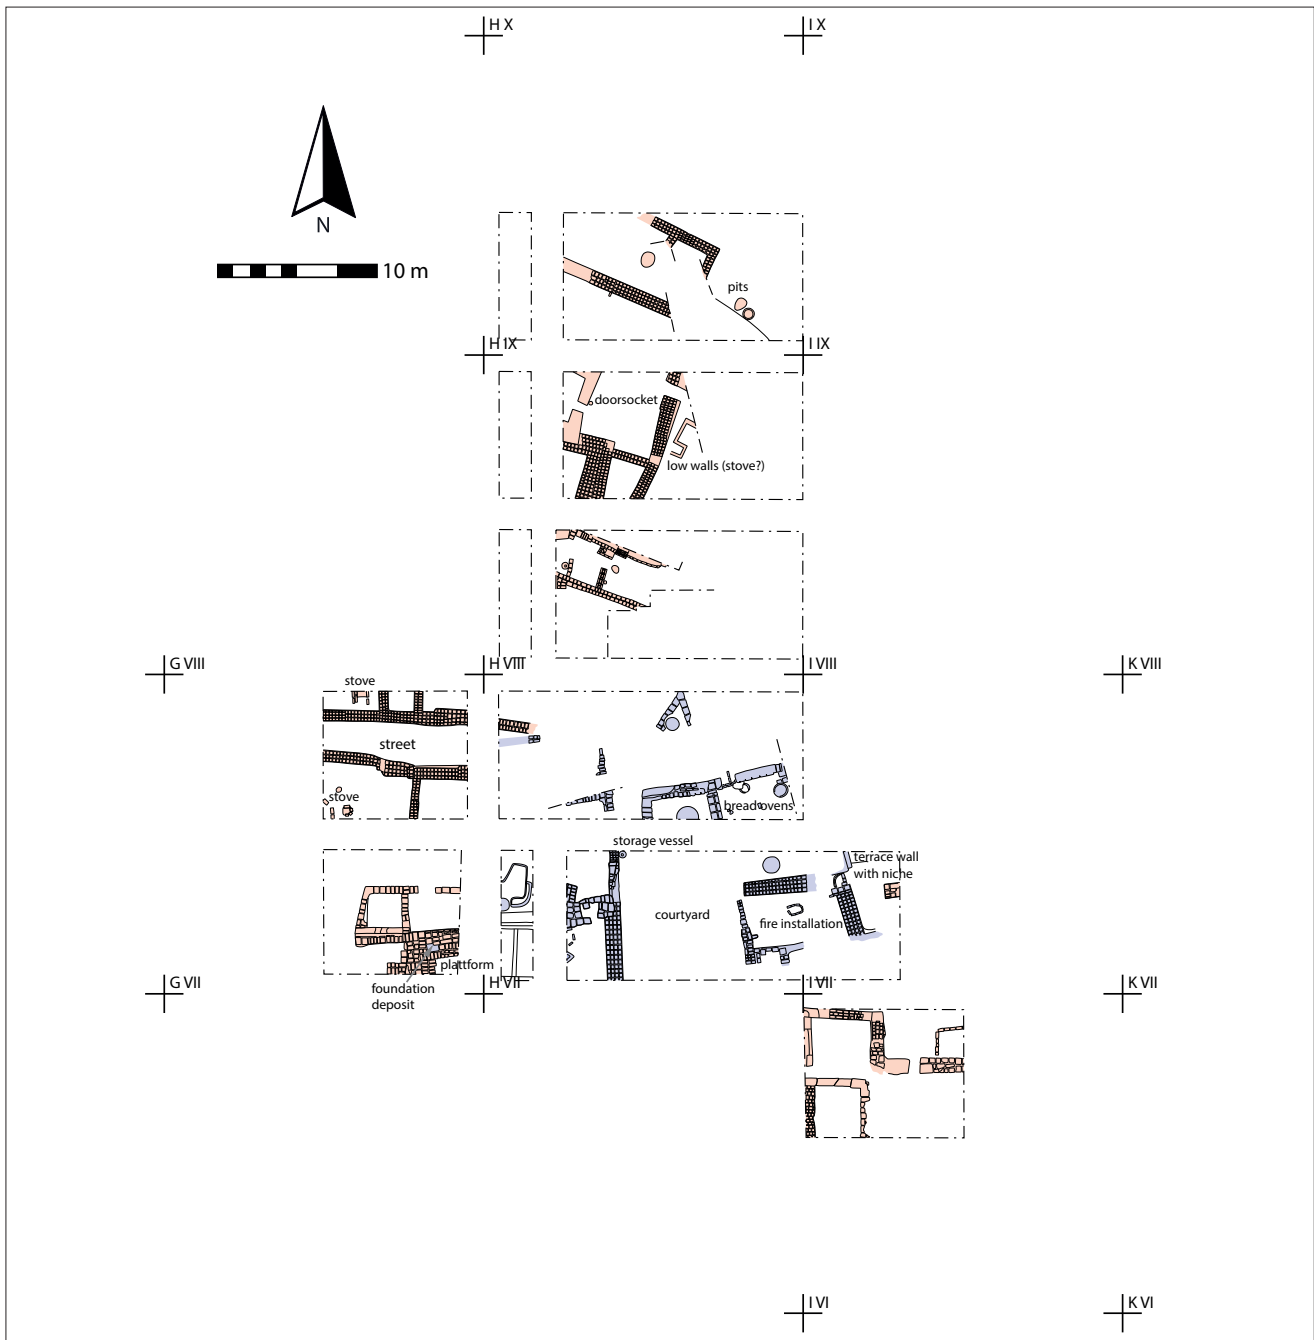 H X
I X
N
10 m
pits
H IX
I IX
doorsocket
low walls (stove?)
G VIII
H VIII
I VIII
K VIII
stove
street
stove
bread ovens
storage vessel
terrace wall
with niche
courtyard
fire installation
plattform
foundation
deposit
G VII
H VII
I VII
K VII
I VI
K VI